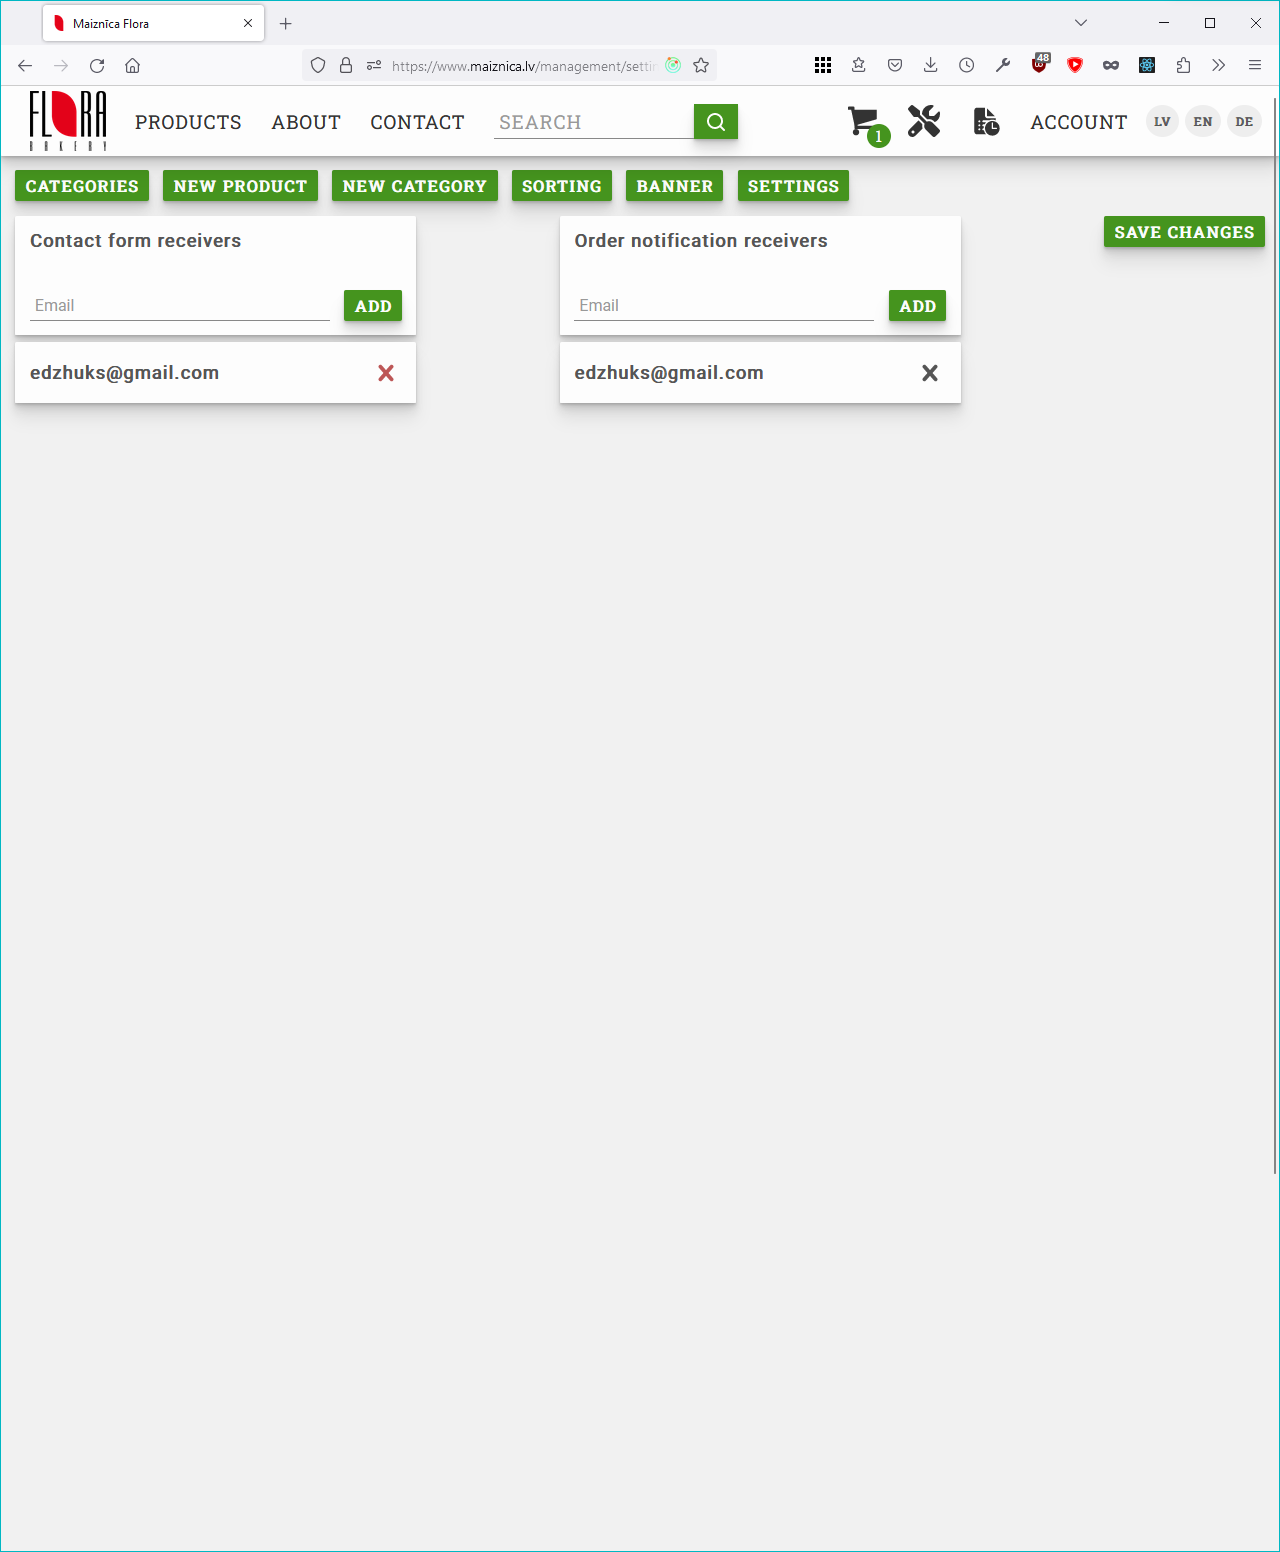 Maiznīca Flora
https://www.maiznica.lv/management/settin
48
FLORA
BAKERY
PRODUCTS
ABOUT
CONTACT
SEARCH
1
ACCOUNT
LV
EN
DE
CATEGORIES
NEW PRODUCT
NEW CATEGORY
SORTING
BANNER
SETTINGS
Contact form receivers
Email
ADD
edzhuks@gmail.com
Order notification receivers
Email
ADD
edzhuks@gmail.com
SAVE CHANGES